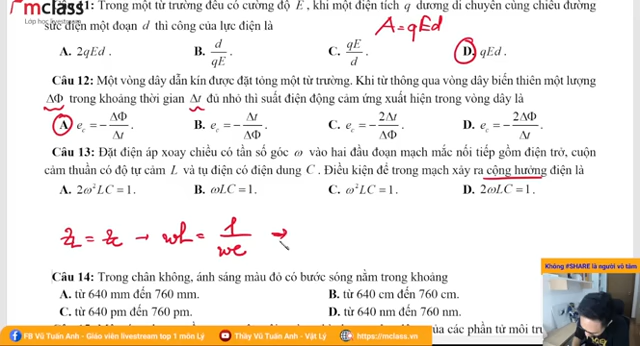 mclass
Lớp học livestream
11: Trong một từ trường đều có cường độ E, khi một điện tích q dương di chuyển cùng chiều đường
sức điện một đoạn d thì công của lực điện là
A = qEd
A. 2qEd. B. d/qE. C. qE/d. D. qEd.
Câu 12: Một vòng dây dẫn kín được đặt tỏng một từ trường. Khi từ thông qua vòng dây biến thiên một lượng
ΔΦ trong khoảng thời gian Δt đủ nhỏ thì suất điện động cảm ứng xuất hiện trong vòng dây là
A. e_c = -ΔΦ/Δt. B. e_c = -Δt/ΔΦ. C. e_c = -2Δt/ΔΦ. D. e_c = -2ΔΦ/Δt.
Câu 13: Đặt điện áp xoay chiều có tần số góc ω vào hai đầu đoạn mạch mắc nối tiếp gồm điện trở, cuộn
cảm thuần có độ tự cảm L và tụ điện có điện dung C. Điều kiện để trong mạch xảy ra cộng hưởng điện là
A. 2ω²LC = 1. B. ωLC = 1. C. ω²LC = 1. D. 2ωLC = 1.
ZL = ZC → ωL = 1/ωC →
Câu 14: Trong chân không, ánh sáng màu đỏ có bước sóng nằm trong khoảng
A. từ 640 mm đến 760 mm. B. từ 640 cm đến 760 cm.
C. từ 640 pm đến 760 pm. D. từ 640 nm đến 760 nm.
của các phần tử môi
Không #SHARE là người vô tâm
FB Vũ Tuấn Anh - Giáo viên livestream top 1 môn Lý Thầy Vũ Tuấn Anh - Vật Lý https://mclass.vn